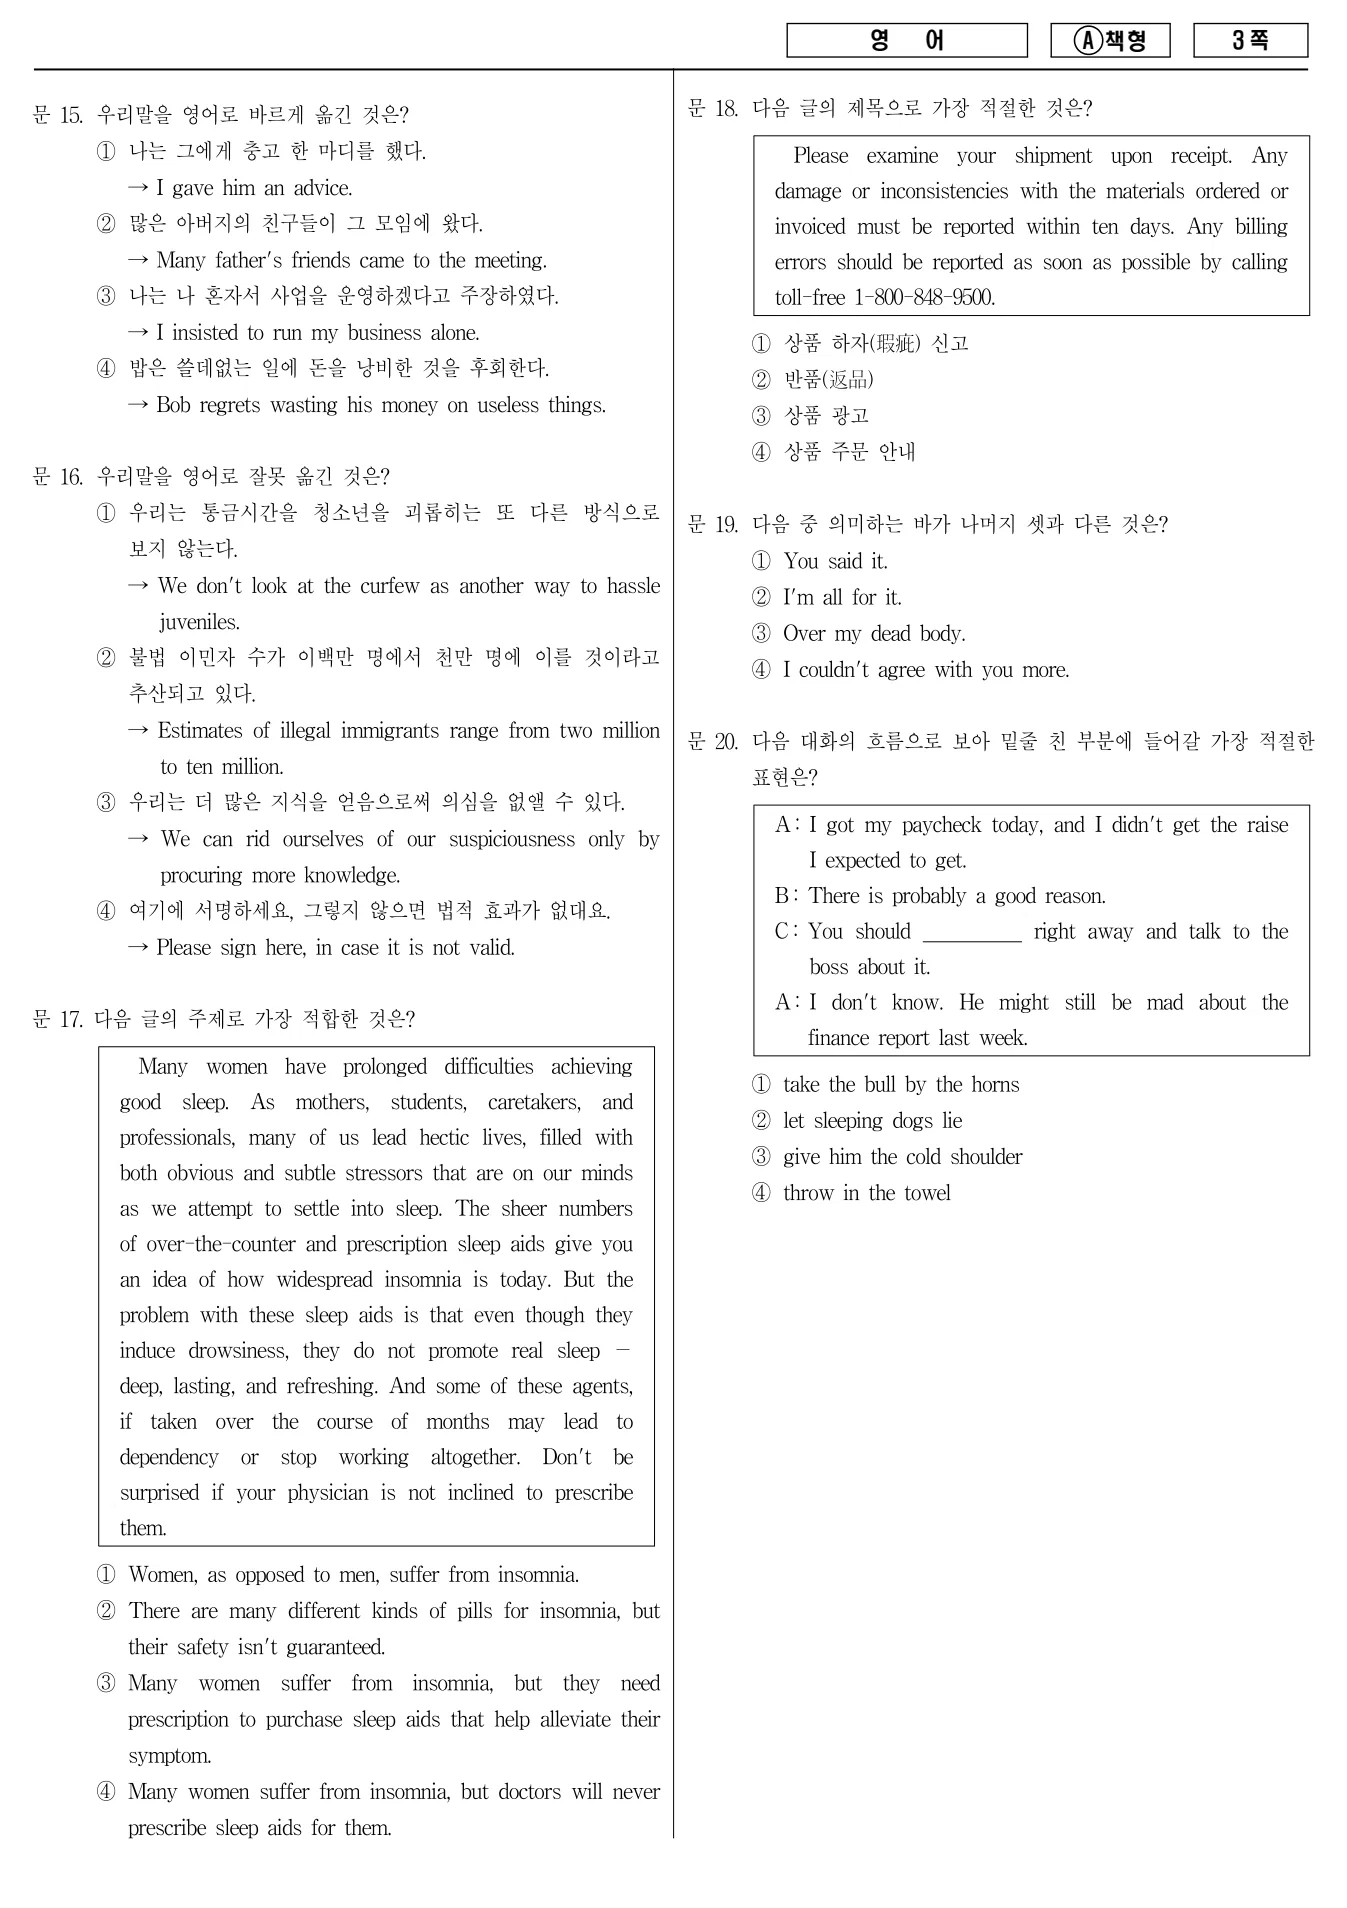 영 어
Ⓐ책형
3쪽
문 15. 우리말을 영어로 바르게 옮긴 것은?
① 나는 그에게 충고 한 마디를 했다.
→ I gave him an advice.
② 많은 아버지의 친구들이 그 모임에 왔다.
→ Many father's friends came to the meeting.
③ 나는 나 혼자서 사업을 운영하겠다고 주장하였다.
→ I insisted to run my business alone.
④ 밥은 쓸데없는 일에 돈을 낭비한 것을 후회한다.
→ Bob regrets wasting his money on useless things.
문 16. 우리말을 영어로 잘못 옮긴 것은?
① 우리는 통금시간을 청소년을 괴롭히는 또 다른 방식으로
보지 않는다.
→ We don't look at the curfew as another way to hassle
juveniles.
② 불법 이민자 수가 이백만 명에서 천만 명에 이를 것이라고
추산되고 있다.
→ Estimates of illegal immigrants range from two million
to ten million.
③ 우리는 더 많은 지식을 얻음으로써 의심을 없앨 수 있다.
→ We can rid ourselves of our suspiciousness only by
procuring more knowledge.
④ 여기에 서명하세요, 그렇지 않으면 법적 효과가 없대요.
→ Please sign here, in case it is not valid.
문 17. 다음 글의 주제로 가장 적합한 것은?
Many women have prolonged difficulties achieving
good sleep. As mothers, students, caretakers, and
professionals, many of us lead hectic lives, filled with
both obvious and subtle stressors that are on our minds
as we attempt to settle into sleep. The sheer numbers
of over-the-counter and prescription sleep aids give you
an idea of how widespread insomnia is today. But the
problem with these sleep aids is that even though they
induce drowsiness, they do not promote real sleep －
deep, lasting, and refreshing. And some of these agents,
if taken over the course of months may lead to
dependency or stop working altogether. Don't be
surprised if your physician is not inclined to prescribe
them.
① Women, as opposed to men, suffer from insomnia.
② There are many different kinds of pills for insomnia, but
their safety isn't guaranteed.
③ Many women suffer from insomnia, but they need
prescription to purchase sleep aids that help alleviate their
symptom.
④ Many women suffer from insomnia, but doctors will never
prescribe sleep aids for them.
문 18. 다음 글의 제목으로 가장 적절한 것은?
Please examine your shipment upon receipt. Any
damage or inconsistencies with the materials ordered or
invoiced must be reported within ten days. Any billing
errors should be reported as soon as possible by calling
toll-free 1-800-848-9500.
① 상품 하자(瑕疵) 신고
② 반품(返品)
③ 상품 광고
④ 상품 주문 안내
문 19. 다음 중 의미하는 바가 나머지 셋과 다른 것은?
① You said it.
② I'm all for it.
③ Over my dead body.
④ I couldn't agree with you more.
문 20. 다음 대화의 흐름으로 보아 밑줄 친 부분에 들어갈 가장 적절한
표현은?
A: I got my paycheck today, and I didn't get the raise
I expected to get.
B: There is probably a good reason.
C: You should __________ right away and talk to the
boss about it.
A: I don't know. He might still be mad about the
finance report last week.
① take the bull by the horns
② let sleeping dogs lie
③ give him the cold shoulder
④ throw in the towel